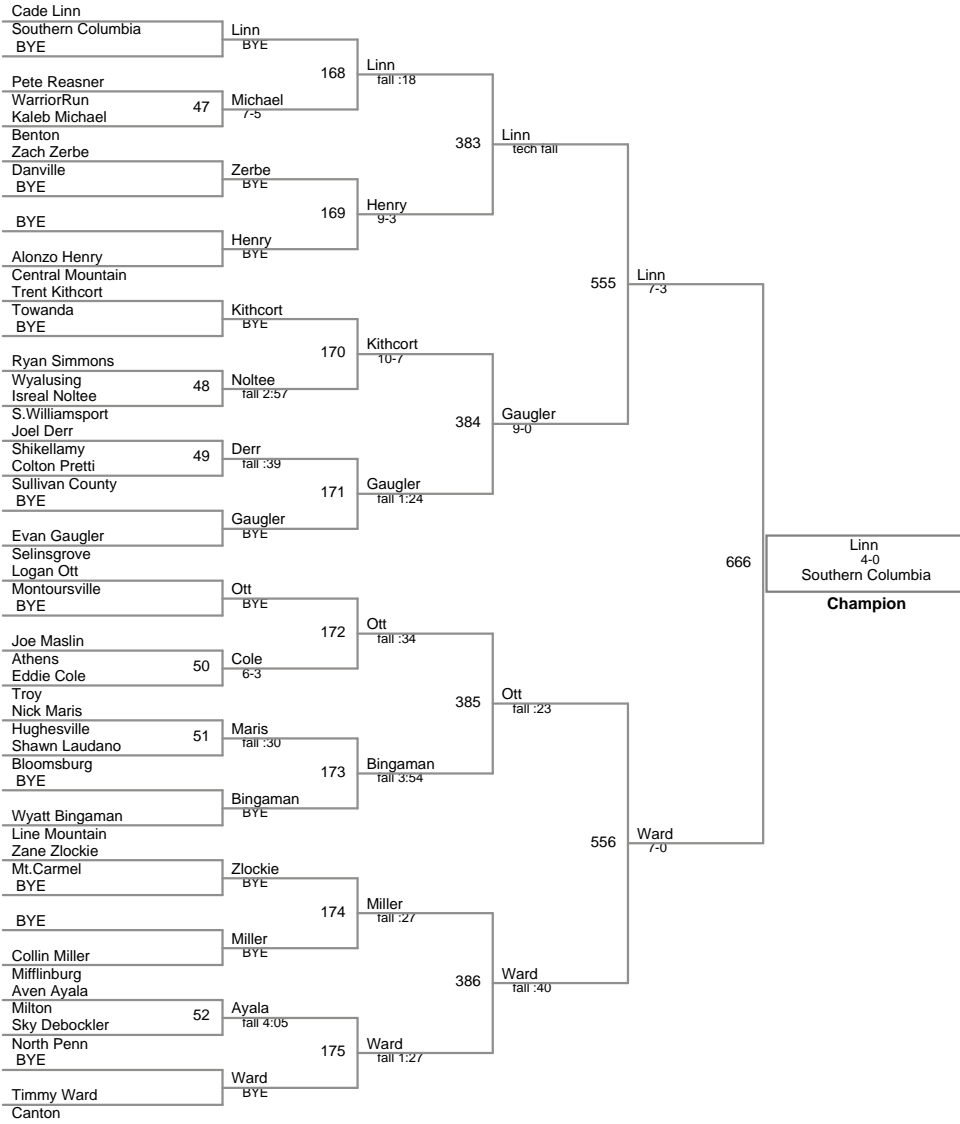 Cade Linn
Southern Columbia
BYE
Pete Reasner
WarriorRun
Kaleb Michael
Benton
Zach Zerbe
Danville
BYE
BYE
Alonzo Henry
Central Mountain
Trent Kithcort
Towanda
BYE
Ryan Simmons
Wyalusing
Isreal Noltee
S.Williamsport
Joel Derr
Shikellamy
Colton Pretti
Sullivan County
BYE
Evan Gaugler
Selinsgrove
Logan Ott
Montoursville
BYE
Joe Maslin
Athens
Eddie Cole
Troy
Nick Maris
Hughesville
Shawn Laudano
Bloomsburg
BYE
Wyatt Bingaman
Line Mountain
Zane Zlockie
Mt.Carmel
BYE
BYE
Collin Miller
Mifflinburg
Aven Ayala
Milton
Sky Debockler
North Penn
BYE
Timmy Ward
Canton
47
48
49
50
51
52
Linn
BYE
Michael
7-5
Zerbe
BYE
Henry
BYE
Kithcort
BYE
Noltee
fall 2:57
Derr
fall :39
Gaugler
BYE
Ott
BYE
Cole
6-3
Maris
fall :30
Bingaman
BYE
Zlockie
BYE
Miller
BYE
Ayala
fall 4:05
Ward
BYE
168
169
170
171
172
173
174
175
Linn
fall :18
Henry
9-3
Kithcort
10-7
Gaugler
fall 1:24
Ott
fall :34
Bingaman
fall 3:54
Miller
fall :27
Ward
fall 1:27
383
384
385
386
Linn
tech fall
Gaugler
9-0
Ott
fall :23
Ward
fall :40
555
556
Linn
7-3
Ward
7-0
666
Linn
4-0
Southern Columbia
Champion